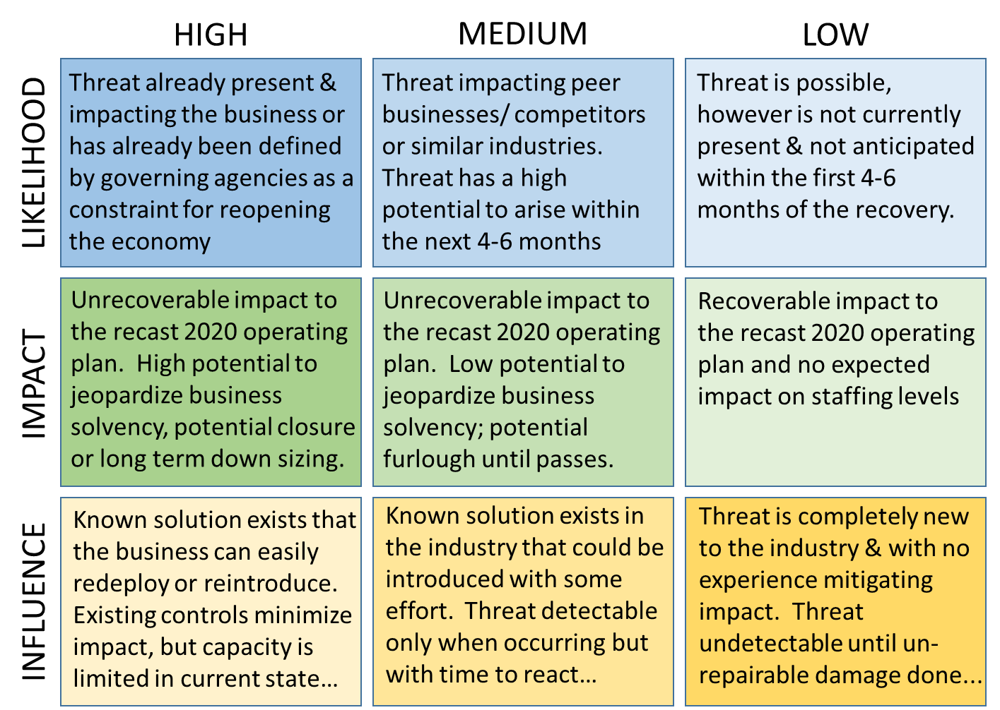 HIGH
MEDIUM
LOW
LIKELIHOOD
Threat already present &
impacting the business or
has already been defined
by governing agencies as a
constraint for reopening
the economy
Threat impacting peer
businesses/ competitors
or similar industries.
Threat has a high
potential to arise within
the next 4-6 months
Threat is possible,
however is not currently
present & not anticipated
within the first 4-6
months of the recovery.
IMPACT
Unrecoverable impact to
the recast 2020 operating
plan.  High potential to
jeopardize business
solvency, potential closure
or long term down sizing.
Unrecoverable impact to
the recast 2020 operating
plan.  Low potential to
jeopardize business
solvency; potential
furlough until passes.
Recoverable impact to
the recast 2020 operating
plan and no expected
impact on staffing levels
INFLUENCE
Known solution exists that
the business can easily
redeploy or reintroduce.
Existing controls minimize
impact, but capacity is
limited in current state…
Known solution exists in
the industry that could be
introduced with some
effort.  Threat detectable
only when occurring but
with time to react…
Threat is completely new
to the industry & with no
experience mitigating
impact.  Threat
undetectable until un-
repairable damage done...